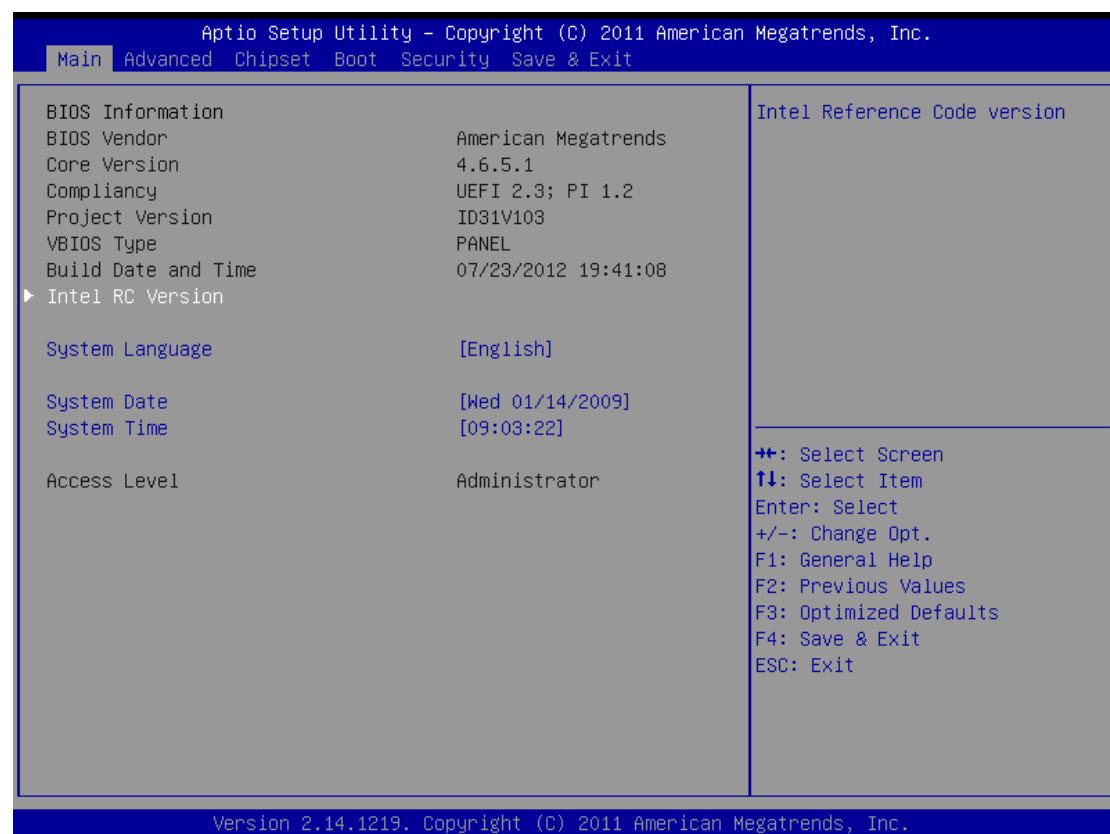 Aptio Setup Utility – Copyright (C) 2011 American Megatrends, Inc.
Main Advanced Chipset Boot Security Save & Exit
BIOS Information
BIOS Vendor American Megatrends
Core Version 4.6.5.1
Compliancy UEFI 2.3; PI 1.2
Project Version ID31V103
VBIOS Type PANEL
Build Date and Time 07/23/2012 19:41:08
Intel RC Version
System Language [English]
System Date [Wed 01/14/2009]
System Time [09:03:22]
Access Level Administrator
Intel Reference Code version
→←: Select Screen
↑↓: Select Item
Enter: Select
+/-: Change Opt.
F1: General Help
F2: Previous Values
F3: Optimized Defaults
F4: Save & Exit
ESC: Exit
Version 2.14.1219. Copyright (C) 2011 American Megatrends, Inc.